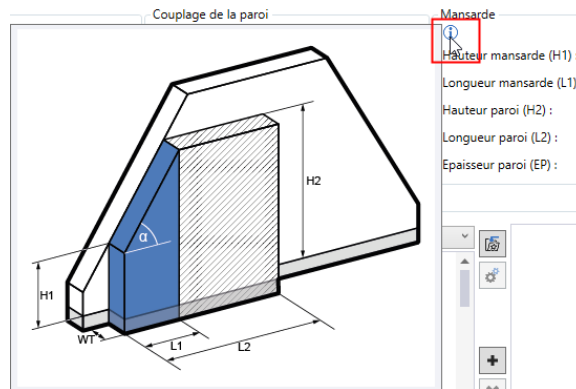 Couplage de la paroi
Mansarde
Hauteur mansarde (H1) :
Longueur mansarde (L1)
Hauteur paroi (H2) :
Longueur paroi (L2) :
Epaisseur paroi (EP) :
H2
α
H1
WT
L1
L2